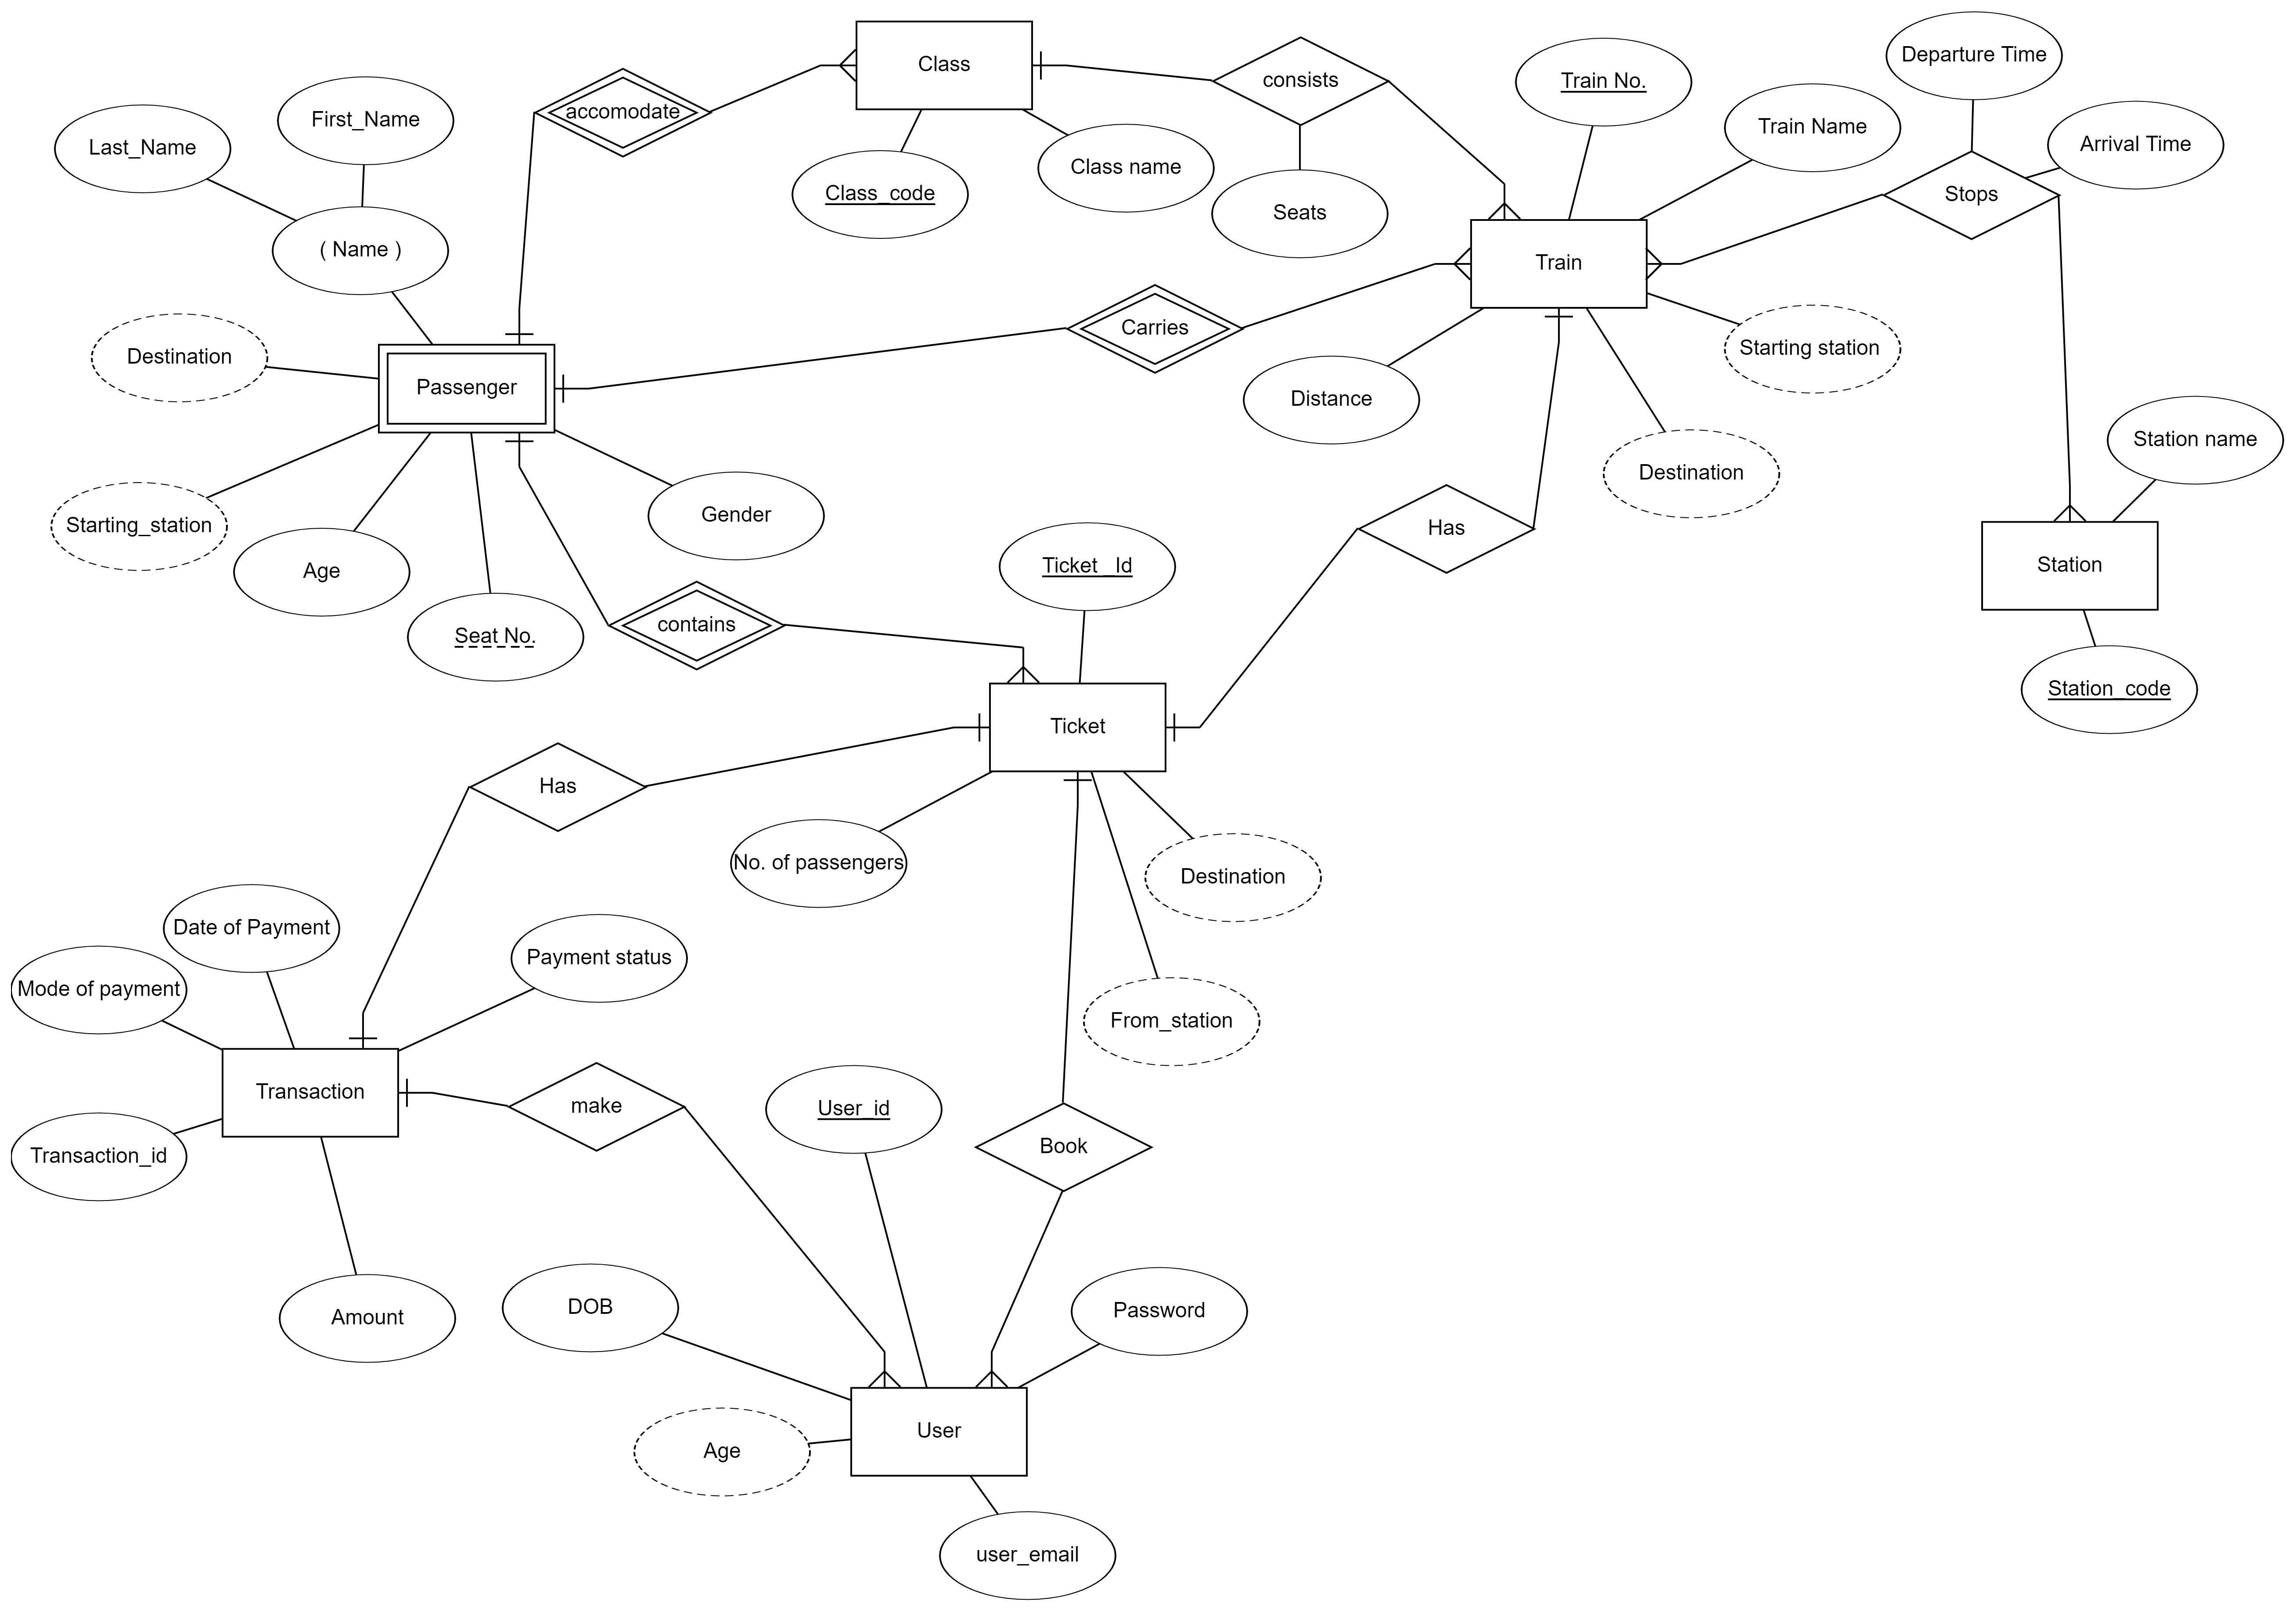 Departure Time
Class
consists
Train No.
accomodate
First_Name
Train Name
Last_Name
Arrival Time
Class name
Class_code
Stops
Seats
( Name )
Train
Carries
Starting station
Destination
Passenger
Distance
Station name
Destination
Gender
Starting_station
Has
Ticket _Id
Station
Age
contains
Seat No.
Station_code
Ticket
Has
No. of passengers
Destination
Date of Payment
Payment status
Mode of payment
From_station
Transaction
make
User_id
Book
Transaction_id
DOB
Password
Amount
User
Age
user_email